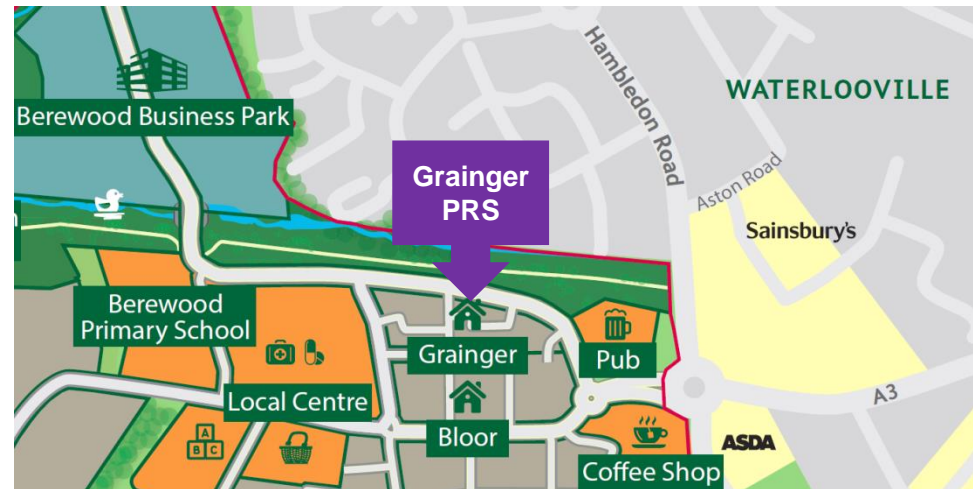 Berewood Business Park
Hambledon Road
WATERLOOVILLE
Grainger
PRS
Aston Road
Sainsbury's
Berewood
Primary School
Grainger
Pub
Local Centre
A3
A
B C
Bloor
ASDA
Coffee Shop